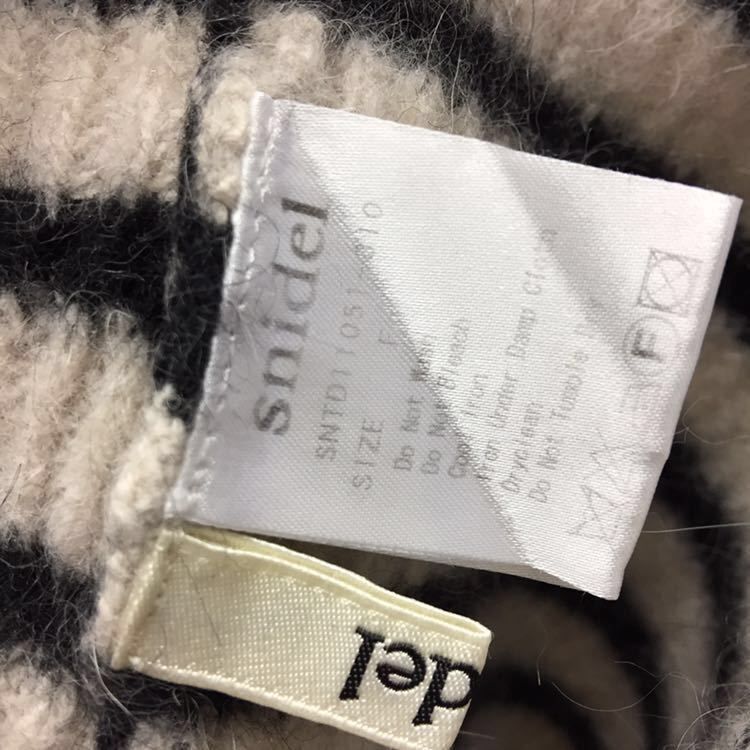 snidel
SIZE F
Do Not Wash
Do Not Bleach
Cool Iron
Iron Under Damp Cloth
Dryclean
Do Not Tumble Dry
F
del